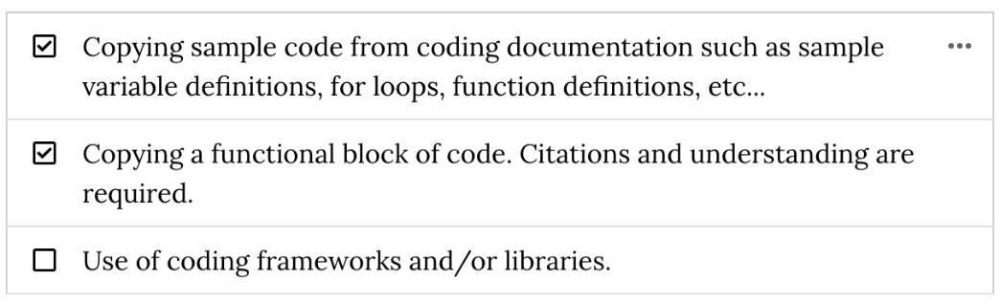 Copying sample code from coding documentation such as sample
variable definitions, for loops, function definitions, etc...
Copying a functional block of code. Citations and understanding are
required.
Use of coding frameworks and/or libraries.